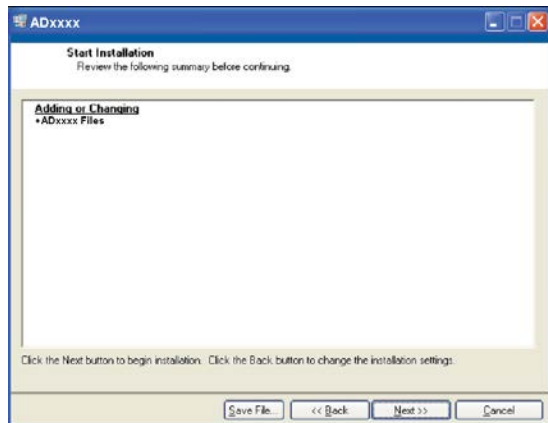 ADxxxx
Start Installation
Review the following summary before continuing.
Adding or Changing
•ADxxxx Files
Click the Next button to begin installation. Click the Back button to change the installation settings.
Save File... << Back Next >> Cancel